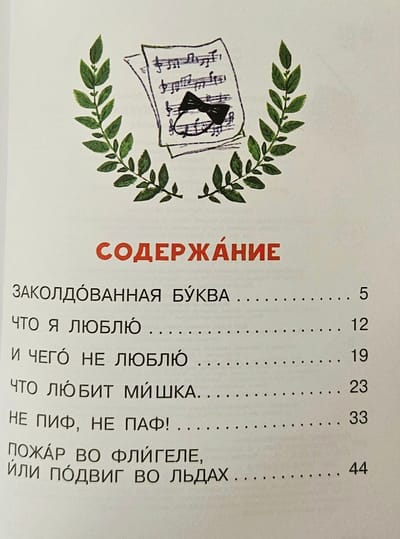 СОДЕРЖА́НИЕ
ЗАКОЛДО́ВАННАЯ БУ́КВА . . . . . . . . . . . . 5
ЧТО Я ЛЮБЛЮ́ . . . . . . . . . . . . . . . . . . . 12
И ЧЕГО́ НЕ ЛЮБЛЮ́ . . . . . . . . . . . . . . . 19
ЧТО ЛЮ́БИТ МИ́ШКА. . . . . . . . . . . . . . . 23
НЕ ПИФ, НЕ ПАФ! . . . . . . . . . . . . . . . . . 33
ПОЖА́Р ВО ФЛИ́ГЕЛЕ,
И́ЛИ ПО́ДВИГ ВО ЛЬДАХ . . . . . . . . . . . . 44